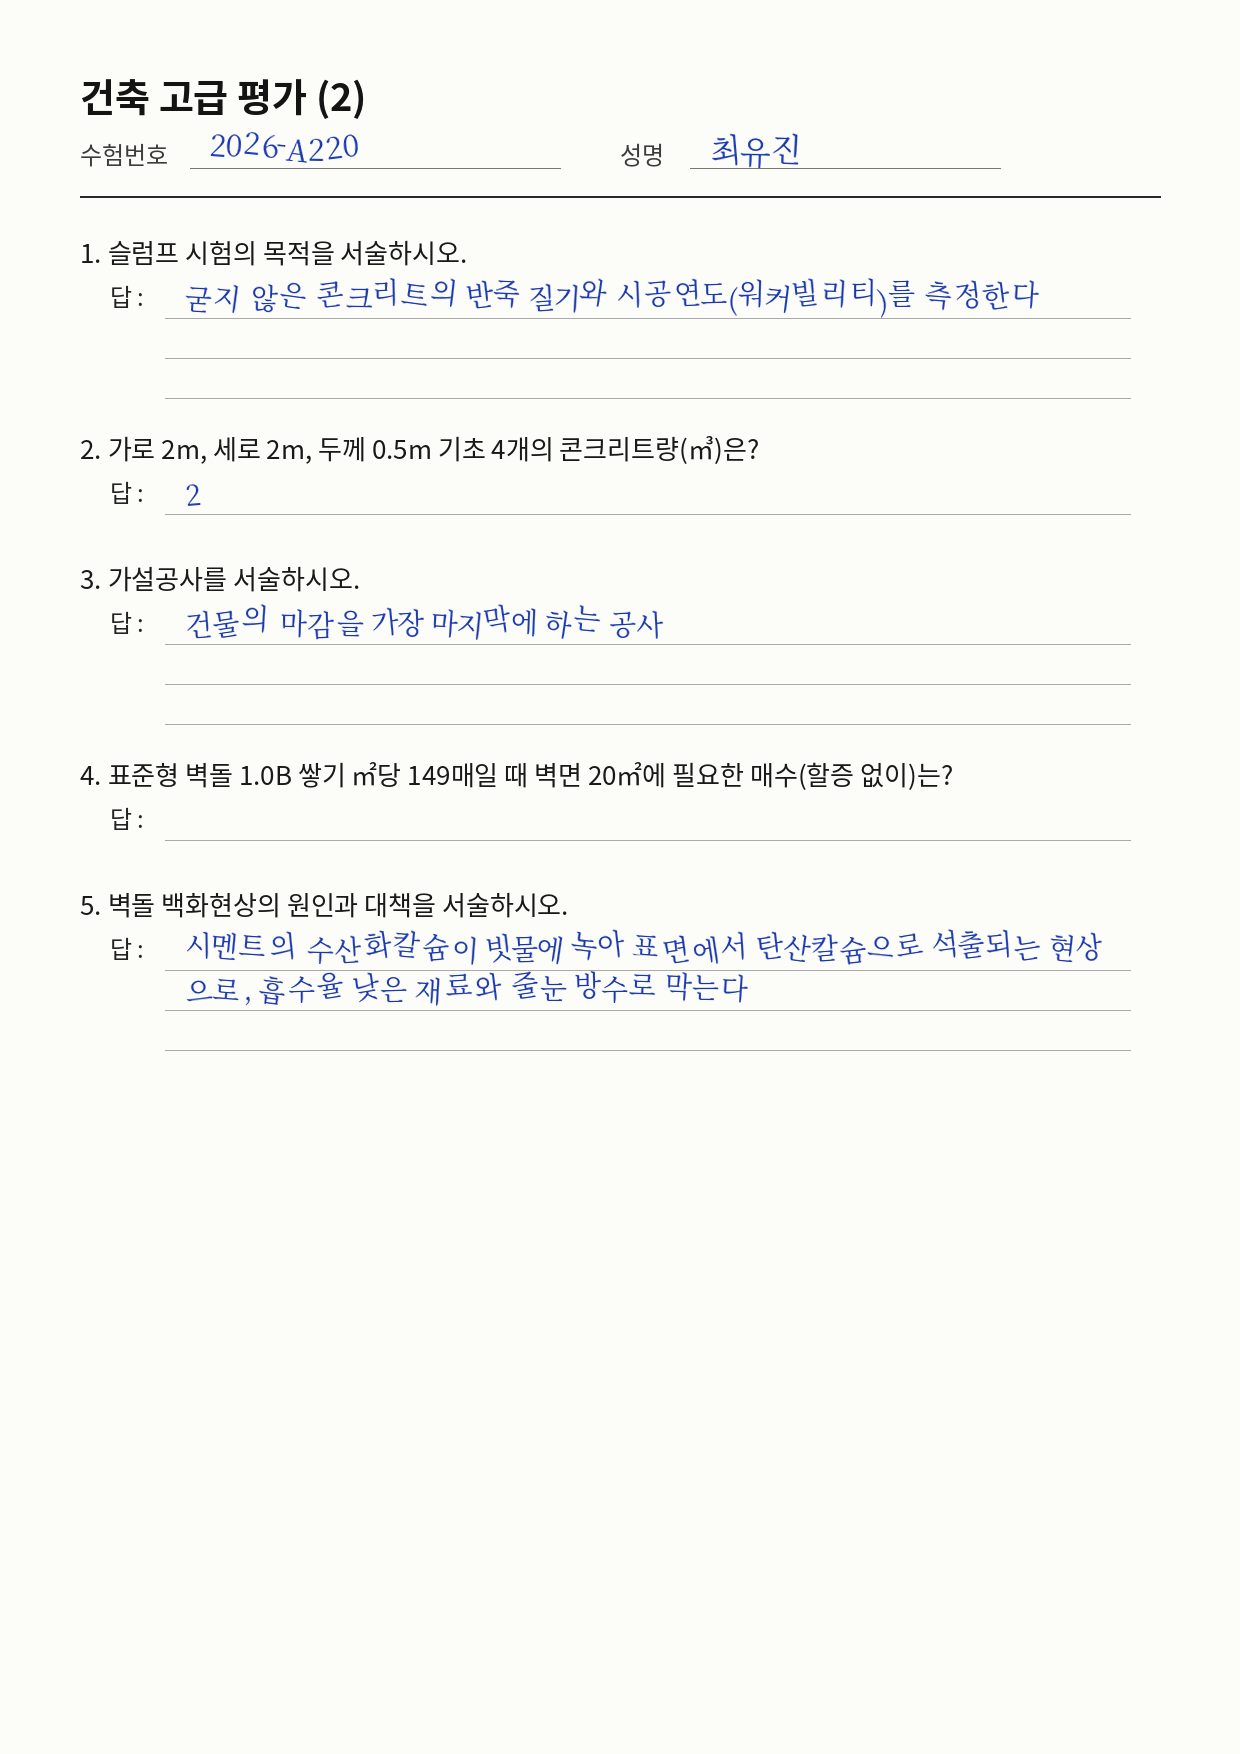 건축 고급 평가 (2)
수험번호 2026-A220 성명 최유진
1. 슬럼프 시험의 목적을 서술하시오.
답 : 굳지 않은 콘크리트의 반죽 질기와 시공연도(워커빌리티)를 측정한다
2. 가로 2m, 세로 2m, 두께 0.5m 기초 4개의 콘크리트량(㎥)은?
답 : 2
3. 가설공사를 서술하시오.
답 : 건물의 마감을 가장 마지막에 하는 공사
4. 표준형 벽돌 1.0B 쌓기 ㎡당 149매일 때 벽면 20㎡에 필요한 매수(할증 없이)는?
답 :
5. 벽돌 백화현상의 원인과 대책을 서술하시오.
답 : 시멘트의 수산화칼슘이 빗물에 녹아 표면에서 탄산칼슘으로 석출되는 현상
으로, 흡수율 낮은 재료와 줄눈 방수로 막는다